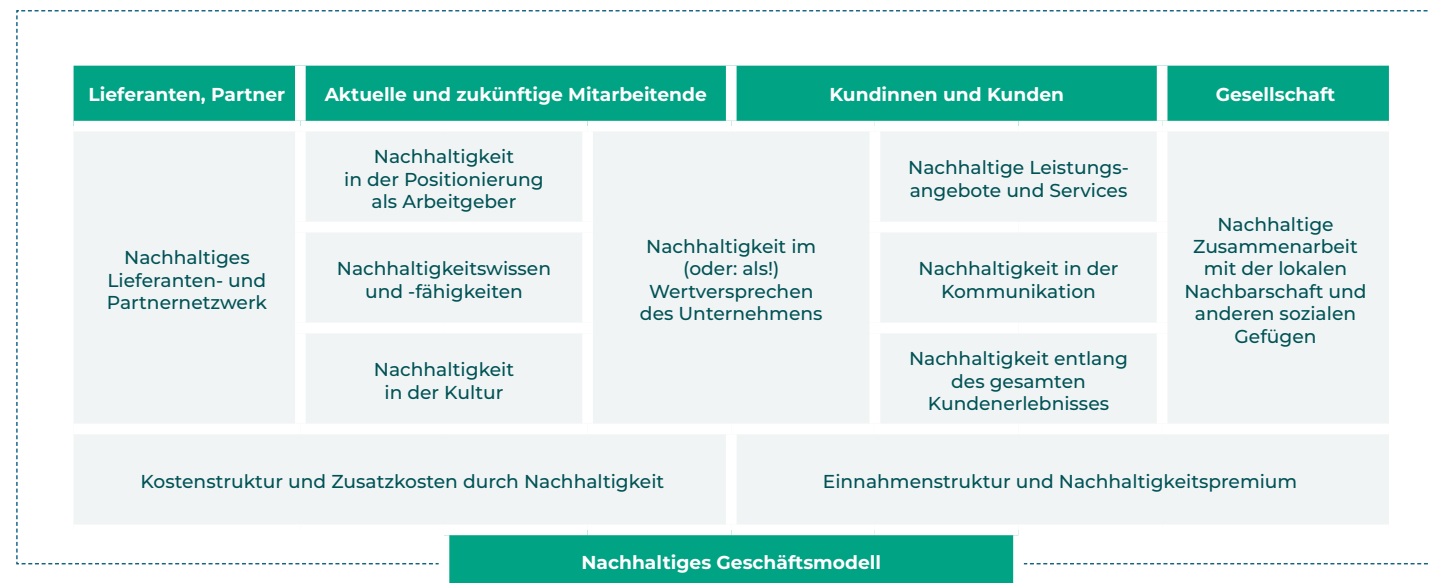 Lieferanten, Partner
Aktuelle und zukünftige Mitarbeitende
Kundinnen und Kunden
Gesellschaft
Nachhaltiges
Lieferanten- und
Partnernetzwerk
Nachhaltigkeit
in der Positionierung
als Arbeitgeber
Nachhaltigkeitswissen
und -fähigkeiten
Nachhaltigkeit
in der Kultur
Nachhaltigkeit im
(oder: als!)
Wertversprechen
des Unternehmens
Nachhaltige Leistungs-
angebote und Services
Nachhaltigkeit in der
Kommunikation
Nachhaltigkeit entlang
des gesamten
Kundenerlebnisses
Nachhaltige
Zusammenarbeit
mit der lokalen
Nachbarschaft und
anderen sozialen
Gefügen
Kostenstruktur und Zusatzkosten durch Nachhaltigkeit
Einnahmenstruktur und Nachhaltigkeitspremium
Nachhaltiges Geschäftsmodell